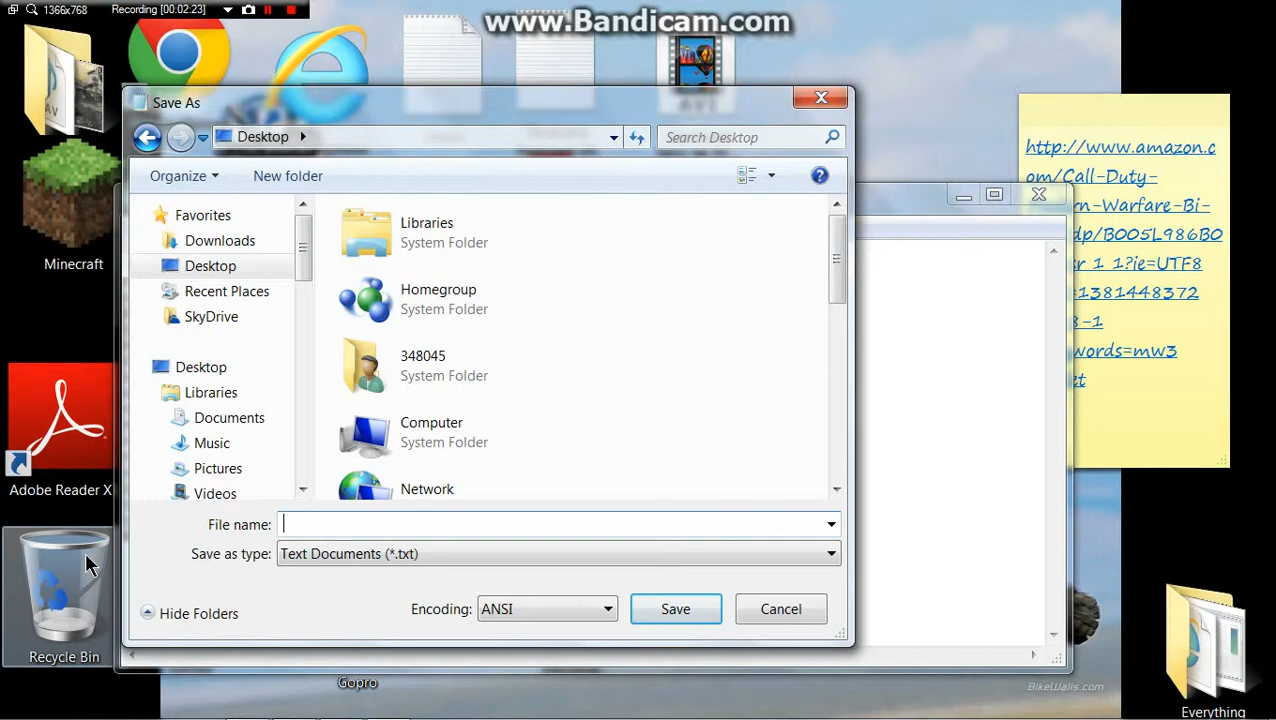 1366x768 Recording [00:02:23]
www.Bandicam.com
Save As
Desktop
Search Desktop
Organize New folder
Favorites
Downloads
Desktop
Recent Places
SkyDrive
Desktop
Libraries
Documents
Music
Pictures
Videos
Libraries
System Folder
Homegroup
System Folder
348045
System Folder
Computer
System Folder
Network
File name:
Save as type: Text Documents (*.txt)
Hide Folders Encoding: ANSI Save Cancel
http://www.amazon.c
om/Call-Duty-
rn-Warfare-Bi-
dp/B005L986B0
sr_1_1?ie=UTF8
=1381448372
8-1
words=mw3
et
Minecraft
Adobe Reader X
Recycle Bin
Gopro
BikeWalls.com
Everything